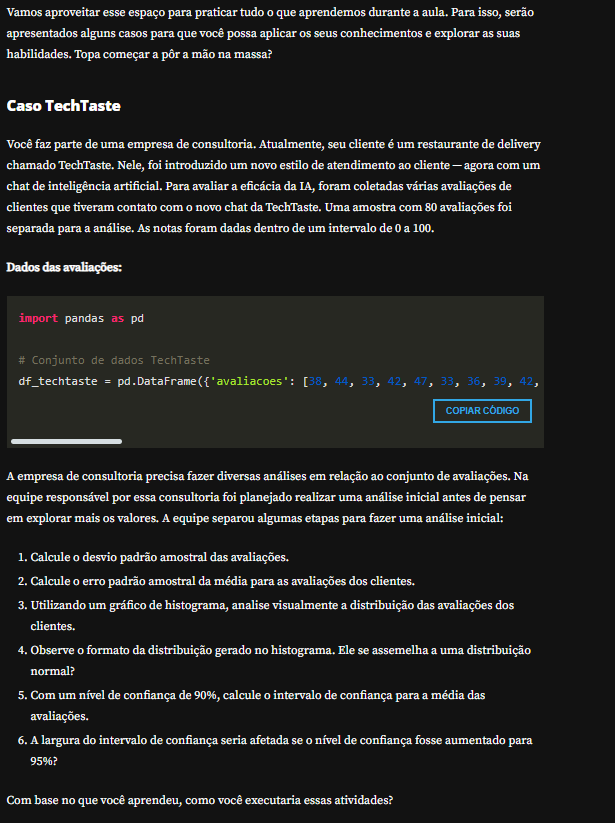 Vamos aproveitar esse espaço para praticar tudo o que aprendemos durante a aula. Para isso, serão
apresentados alguns casos para que você possa aplicar os seus conhecimentos e explorar as suas
habilidades. Topa começar a pôr a mão na massa?
Caso TechTaste
Você faz parte de uma empresa de consultoria. Atualmente, seu cliente é um restaurante de delivery
chamado TechTaste. Nele, foi introduzido um novo estilo de atendimento ao cliente — agora com um
chat de inteligência artificial. Para avaliar a eficácia da IA, foram coletadas várias avaliações de
clientes que tiveram contato com o novo chat da TechTaste. Uma amostra com 80 avaliações foi
separada para a análise. As notas foram dadas dentro de um intervalo de 0 a 100.
Dados das avaliações:
import pandas as pd
# Conjunto de dados TechTaste
df_techtaste = pd.DataFrame({'avaliacoes': [38, 44, 33, 42, 47, 33, 36, 39, 42,
COPIAR CÓDIGO
A empresa de consultoria precisa fazer diversas análises em relação ao conjunto de avaliações. Na
equipe responsável por essa consultoria foi planejado realizar uma análise inicial antes de pensar
em explorar mais os valores. A equipe separou algumas etapas para fazer uma análise inicial:
1. Calcule o desvio padrão amostral das avaliações.
2. Calcule o erro padrão amostral da média para as avaliações dos clientes.
3. Utilizando um gráfico de histograma, analise visualmente a distribuição das avaliações dos
clientes.
4. Observe o formato da distribuição gerado no histograma. Ele se assemelha a uma distribuição
normal?
5. Com um nível de confiança de 90%, calcule o intervalo de confiança para a média das
avaliações.
6. A largura do intervalo de confiança seria afetada se o nível de confiança fosse aumentado para
95%?
Com base no que você aprendeu, como você executaria essas atividades?